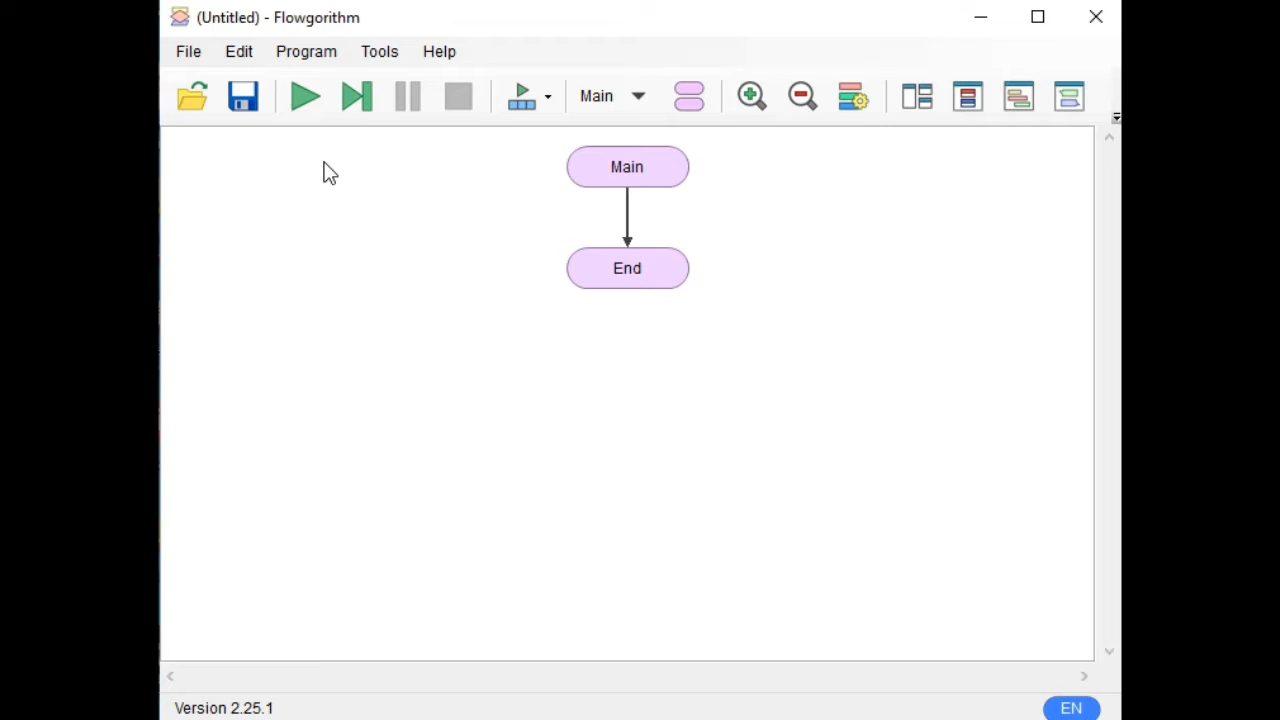 (Untitled) - Flowgorithm
File Edit Program Tools Help
Main
Main
End
Version 2.25.1 EN